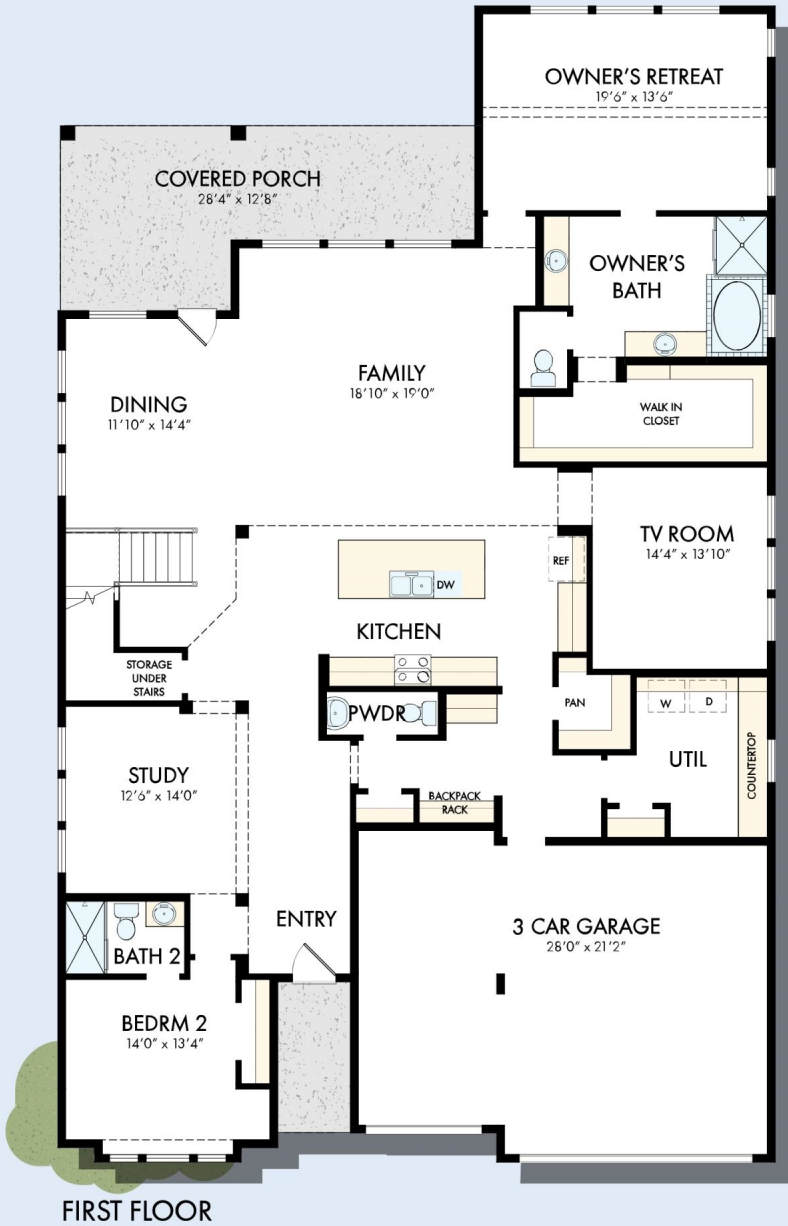 OWNER'S RETREAT
19'6" x 13'6"
COVERED PORCH
28'4" x 12'8"
OWNER'S
BATH
FAMILY
18'10" x 19'0"
DINING
11'10" x 14'4"
WALK IN
CLOSET
TV ROOM
14'4" x 13'10"
REF
DW
KITCHEN
STORAGE
UNDER
STAIRS
PAN
W
D
PWDR
UTIL
COUNTERTOP
STUDY
12'6" x 14'0"
BACKPACK
RACK
ENTRY
3 CAR GARAGE
28'0" x 21'2"
BATH 2
BEDRM 2
14'0" x 13'4"
FIRST FLOOR